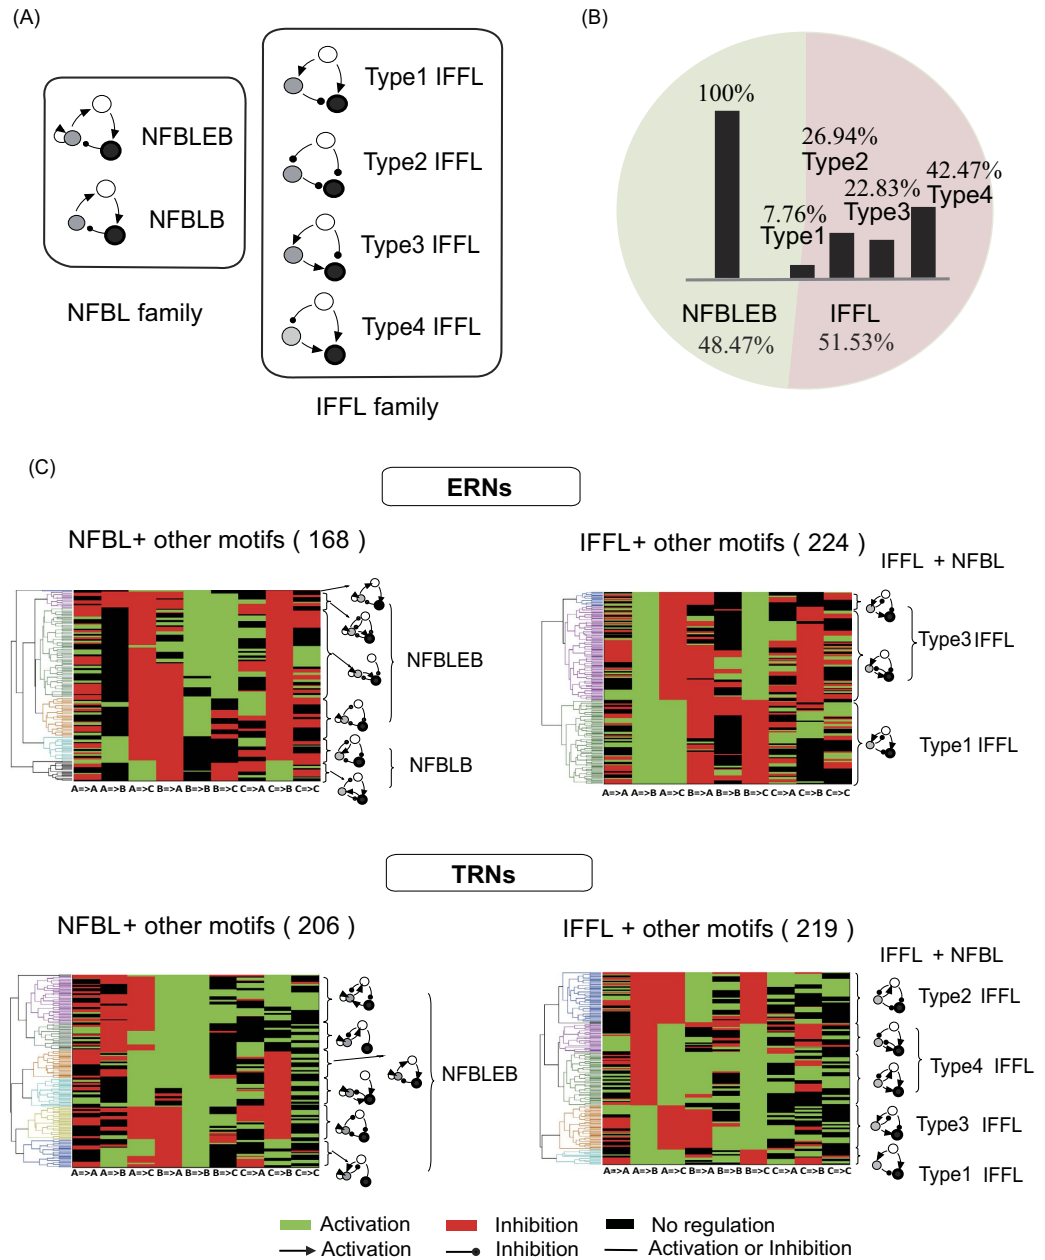 (A)
NFBLEB
NFBLB
NFBL family
Type1 IFFL
Type2 IFFL
Type3 IFFL
Type4 IFFL
IFFL family
(B)
100%
26.94%
Type2
42.47%
Type4
22.83%
Type3
7.76%
Type1
NFBLEB
48.47%
IFFL
51.53%
(C)
ERNs
NFBL+ other motifs ( 168 )
A=>A A=>B A=>C B=>A B=>B B=>C C=>A C=>B C=>C
NFBLEB
NFBLB
IFFL+ other motifs ( 224 )
IFFL + NFBL
A=>A A=>B A=>C B=>A B=>B B=>C C=>A C=>B C=>C
Type3 IFFL
Type1 IFFL
TRNs
NFBL+ other motifs ( 206 )
A=>A A=>B A=>C B=>A B=>B B=>C C=>A C=>B C=>C
NFBLEB
IFFL + other motifs ( 219 )
IFFL + NFBL
A=>A A=>B A=>C B=>A B=>B B=>C C=>A C=>B C=>C
Type2 IFFL
Type4 IFFL
Type3 IFFL
Type1 IFFL
Activation Inhibition No regulation
Activation Inhibition Activation or Inhibition